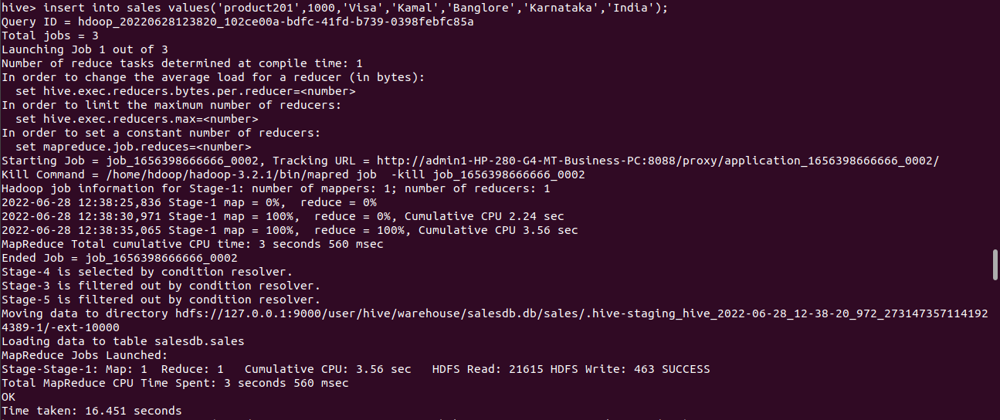 hive> insert into sales values('product201',1000,'Visa','Kamal','Banglore','Karnataka','India');
Query ID = hdoop_20220628123820_102ce00a-bdfc-41fd-b739-0398febfc85a
Total jobs = 3
Launching Job 1 out of 3
Number of reduce tasks determined at compile time: 1
In order to change the average load for a reducer (in bytes):
  set hive.exec.reducers.bytes.per.reducer=<number>
In order to limit the maximum number of reducers:
  set hive.exec.reducers.max=<number>
In order to set a constant number of reducers:
  set mapreduce.job.reduces=<number>
Starting Job = job_1656398666666_0002, Tracking URL = http://admin1-HP-280-G4-MT-Business-PC:8088/proxy/application_1656398666666_0002/
Kill Command = /home/hdoop/hadoop-3.2.1/bin/mapred job  -kill job_1656398666666_0002
Hadoop job information for Stage-1: number of mappers: 1; number of reducers: 1
2022-06-28 12:38:25,836 Stage-1 map = 0%,  reduce = 0%
2022-06-28 12:38:30,971 Stage-1 map = 100%,  reduce = 0%, Cumulative CPU 2.24 sec
2022-06-28 12:38:35,065 Stage-1 map = 100%,  reduce = 100%, Cumulative CPU 3.56 sec
MapReduce Total cumulative CPU time: 3 seconds 560 msec
Ended Job = job_1656398666666_0002
Stage-4 is selected by condition resolver.
Stage-3 is filtered out by condition resolver.
Stage-5 is filtered out by condition resolver.
Moving data to directory hdfs://127.0.0.1:9000/user/hive/warehouse/salesdb.db/sales/.hive-staging_hive_2022-06-28_12-38-20_972_273147357114192
4389-1/-ext-10000
Loading data to table salesdb.sales
MapReduce Jobs Launched:
Stage-Stage-1: Map: 1  Reduce: 1   Cumulative CPU: 3.56 sec   HDFS Read: 21615 HDFS Write: 463 SUCCESS
Total MapReduce CPU Time Spent: 3 seconds 560 msec
OK
Time taken: 16.451 seconds